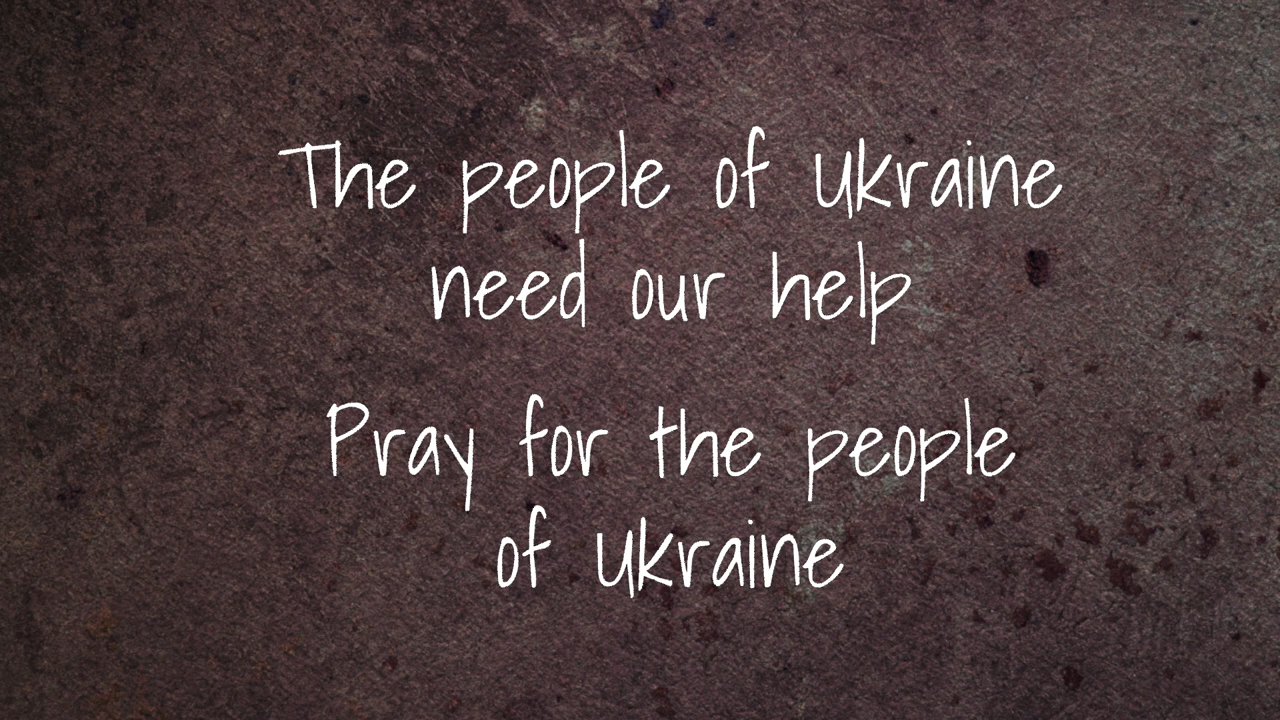 The people of Ukraine
need our help
Pray for the people
of Ukraine